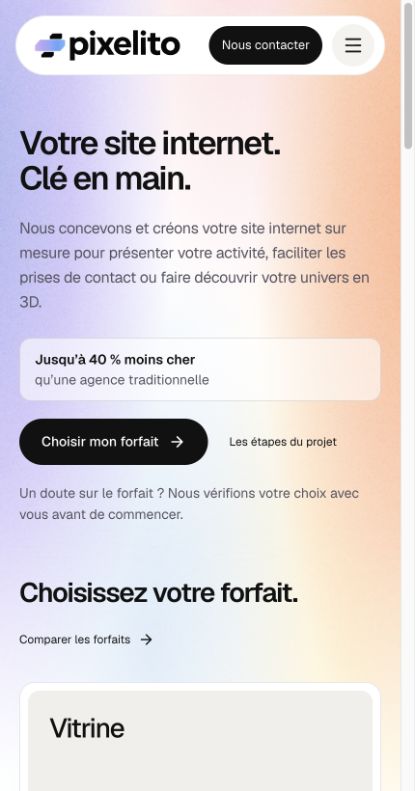 pixelito
Nous contacter
Votre site internet.
Clé en main.
Nous concevons et créons votre site internet sur
mesure pour présenter votre activité, faciliter les
prises de contact ou faire découvrir votre univers en
3D.
Jusqu'à 40 % moins cher
qu'une agence traditionnelle
Choisir mon forfait
Les étapes du projet
Un doute sur le forfait ? Nous vérifions votre choix avec
vous avant de commencer.
Choisissez votre forfait.
Comparer les forfaits
Vitrine